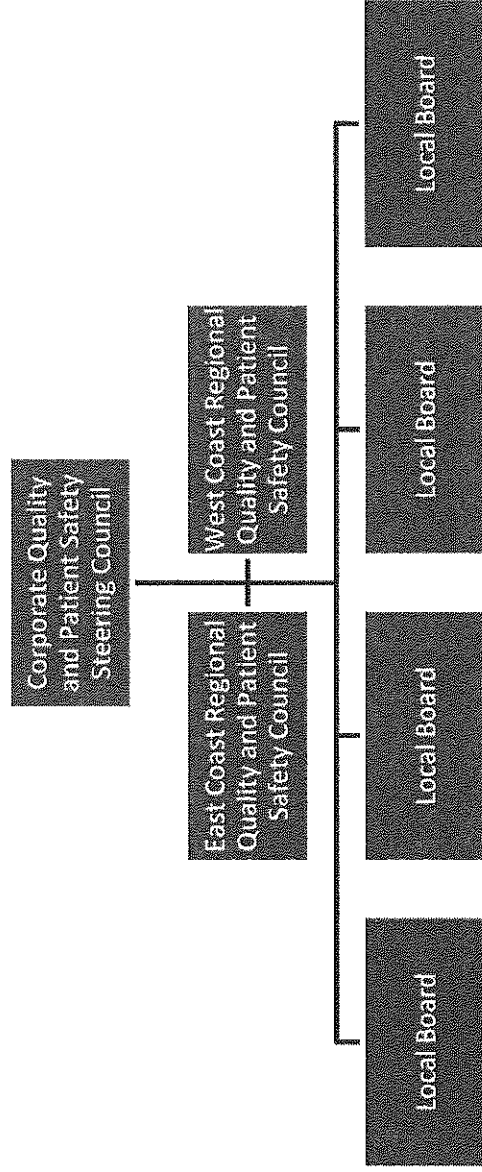 Corporate Quality
and Patient Safety
Steering Council
East Coast Regional
Quality and Patient
Safety Council
West Coast Regional
Quality and Patient
Safety Council
Local Board
Local Board
Local Board
Local Board